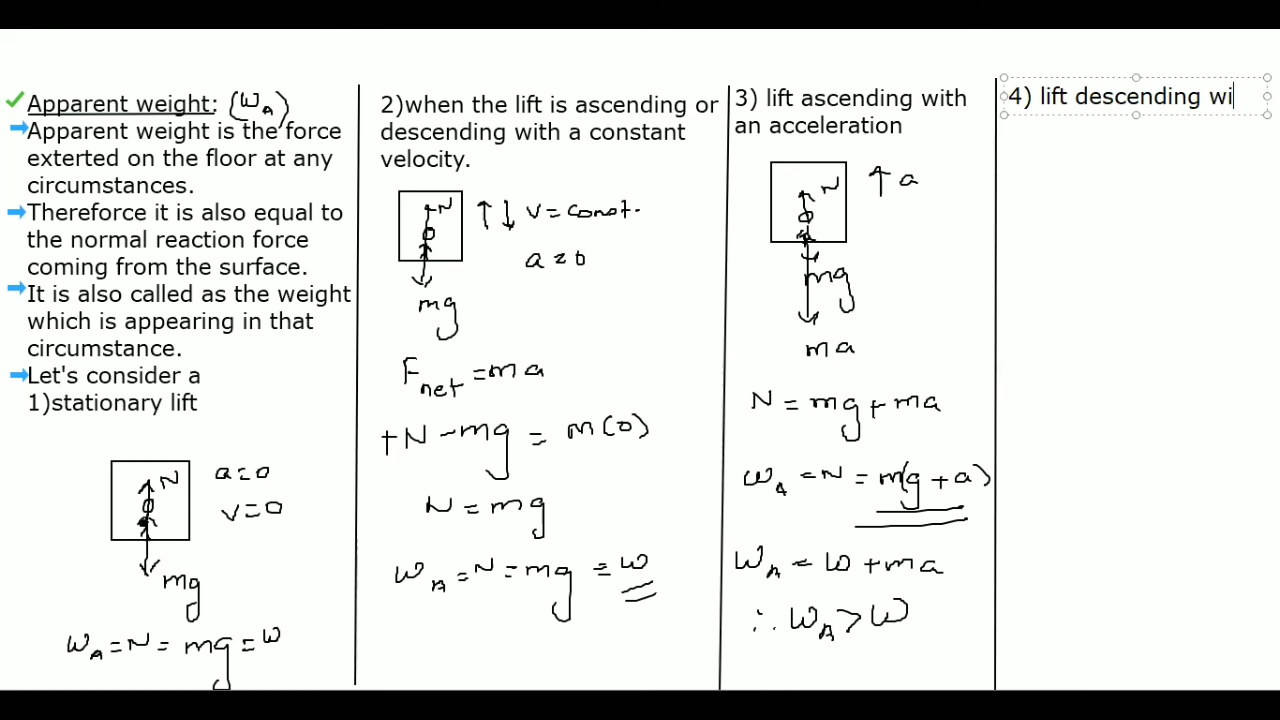 Apparent weight: (WA)
Apparent weight is the force
exterted on the floor at any
circumstances.
Thereforce it is also equal to
the normal reaction force
coming from the surface.
It is also called as the weight
which is appearing in that
circumstance.
Let's consider a
1)stationary lift
N
a=0
v=0
mg
WA=N=mg=W
2)when the lift is ascending or
descending with a constant
velocity.
N
v=const.
a=0
mg
Fnet=ma
+N-mg=m(0)
N=mg
WA=N=mg=W
3) lift ascending with
an acceleration
N
↑a
mg
ma
N=mg+ma
WA=N=m(g+a)
WA=W+ma
∴WA>W
4) lift descending wi